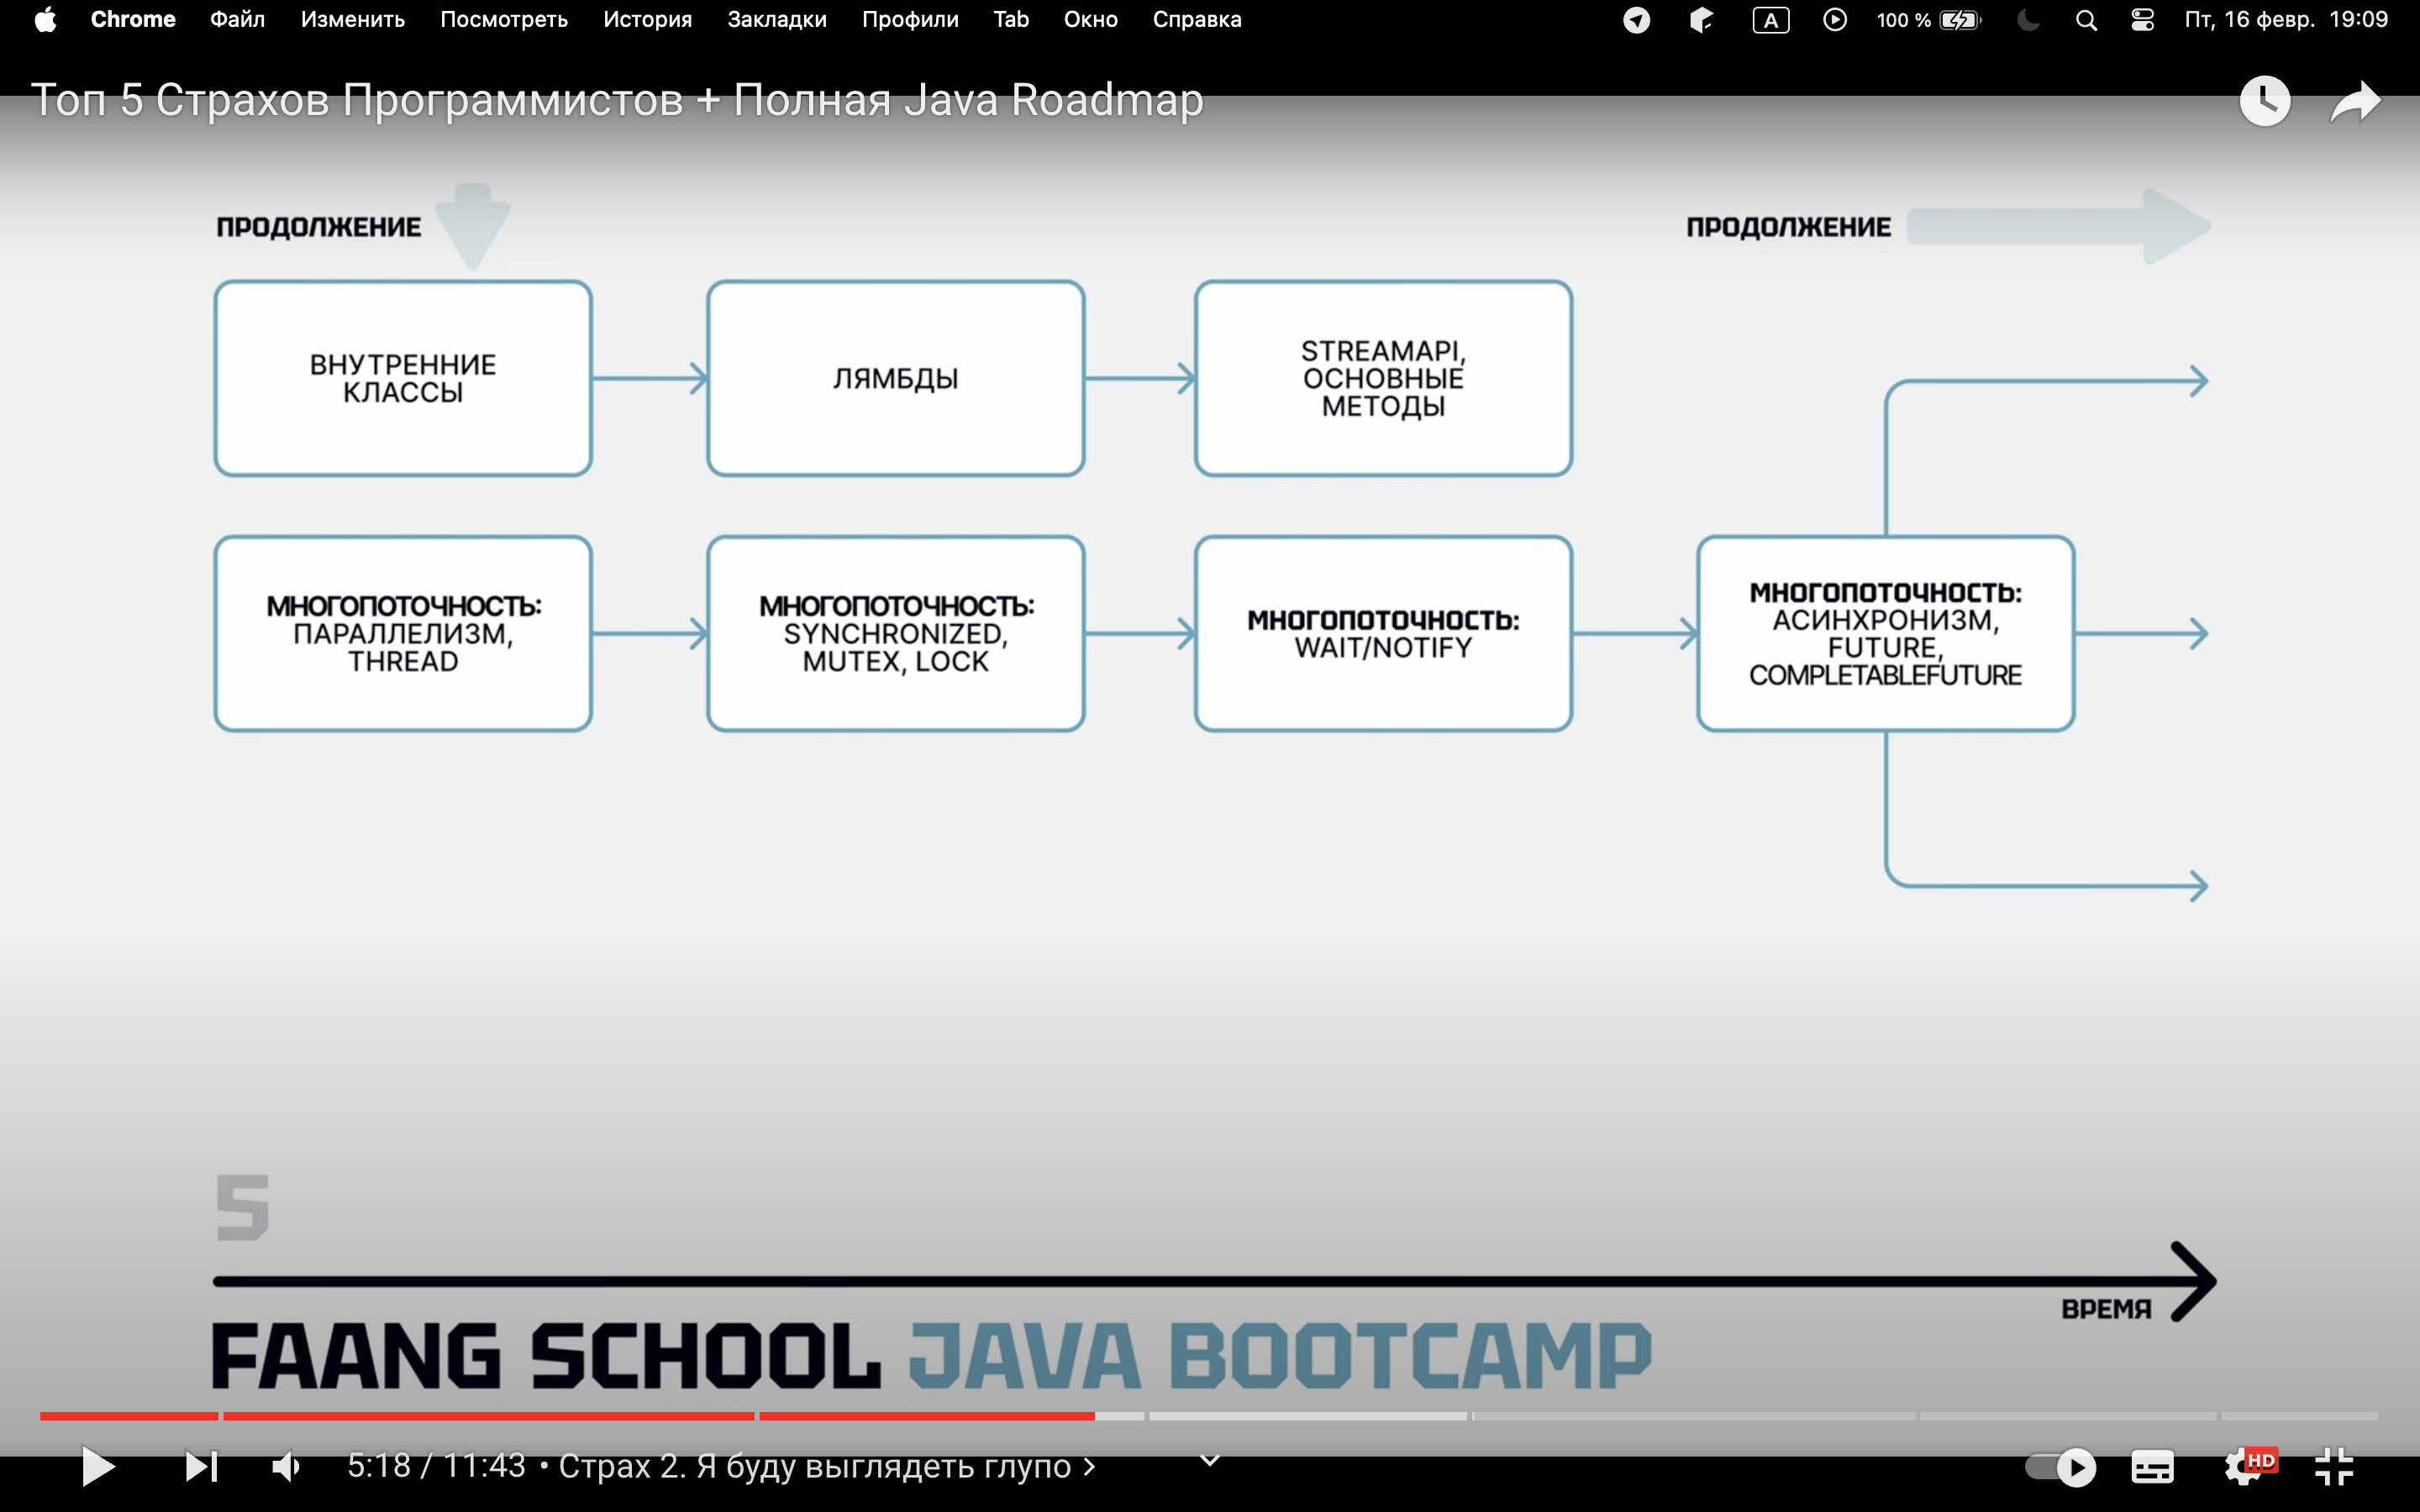 Chrome Файл Изменить Посмотреть История Закладки Профили Tab Окно Справка A 100 % Пт, 16 февр. 19:09
Топ 5 Страхов Программистов + Полная Java Roadmap
ПРОДОЛЖЕНИЕ
ПРОДОЛЖЕНИЕ
ВНУТРЕННИЕ
КЛАССЫ
ЛЯМБДЫ
STREAMAPI,
ОСНОВНЫЕ
МЕТОДЫ
МНОГОПОТОЧНОСТЬ:
ПАРАЛЛЕЛИЗМ,
THREAD
МНОГОПОТОЧНОСТЬ:
SYNCHRONIZED,
MUTEX, LOCK
МНОГОПОТОЧНОСТЬ:
WAIT/NOTIFY
МНОГОПОТОЧНОСТЬ:
АСИНХРОНИЗМ,
FUTURE,
COMPLETABLEFUTURE
5
ВРЕМЯ
FAANG SCHOOL JAVA BOOTCAMP
5:18 / 11:43 • Страх 2. Я буду выглядеть глупо >
HD